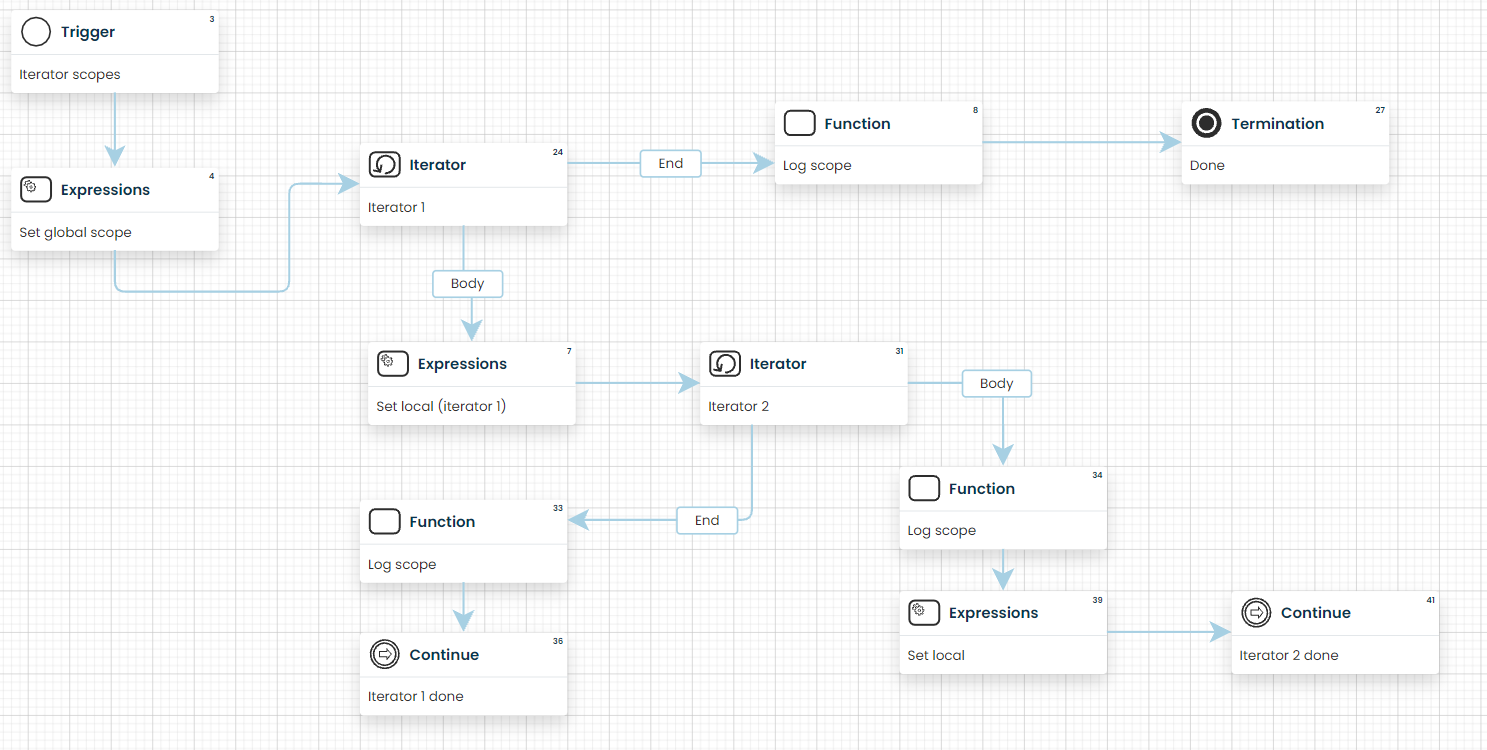 3
Trigger
Iterator scopes
4
Expressions
Set global scope
24
Iterator
Iterator 1
End
8
Function
Log scope
27
Termination
Done
Body
7
Expressions
Set local (iterator 1)
31
Iterator
Iterator 2
Body
34
Function
Log scope
End
33
Function
Log scope
39
Expressions
Set local
41
Continue
Iterator 2 done
36
Continue
Iterator 1 done